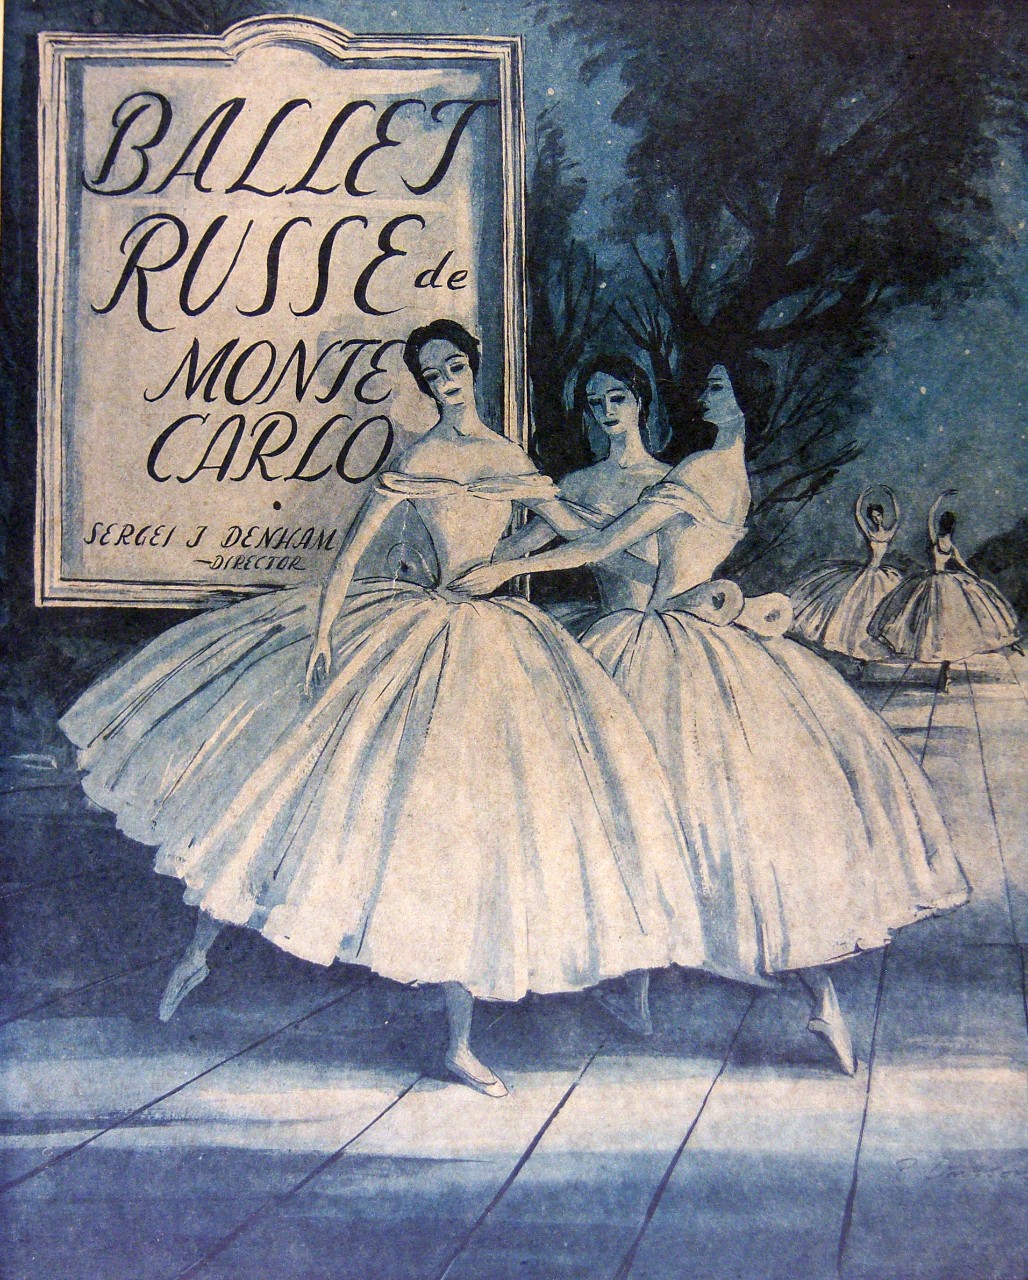 BALLET
RUSSE de
MONTE
CARLO
SERGEI J DENHAM
—DIRECTOR